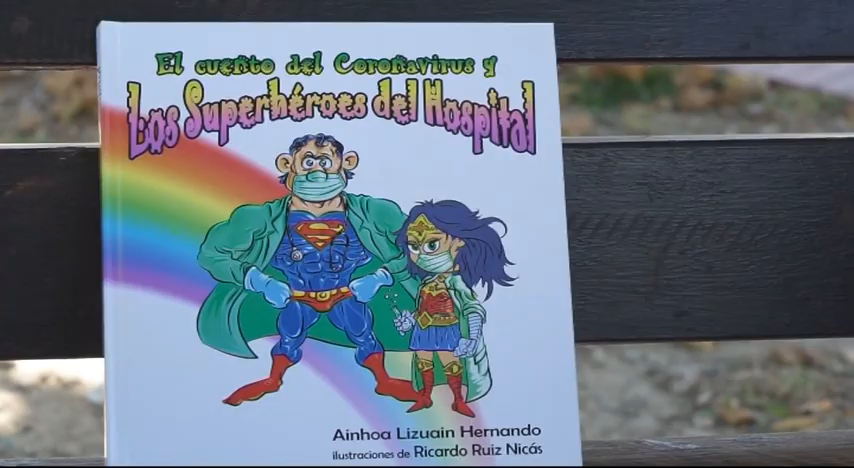 El cuento del Coronavirus y
Los Superhéroes del Hospital
Ainhoa Lizuain Hernando
ilustraciones de Ricardo Ruiz Nicás